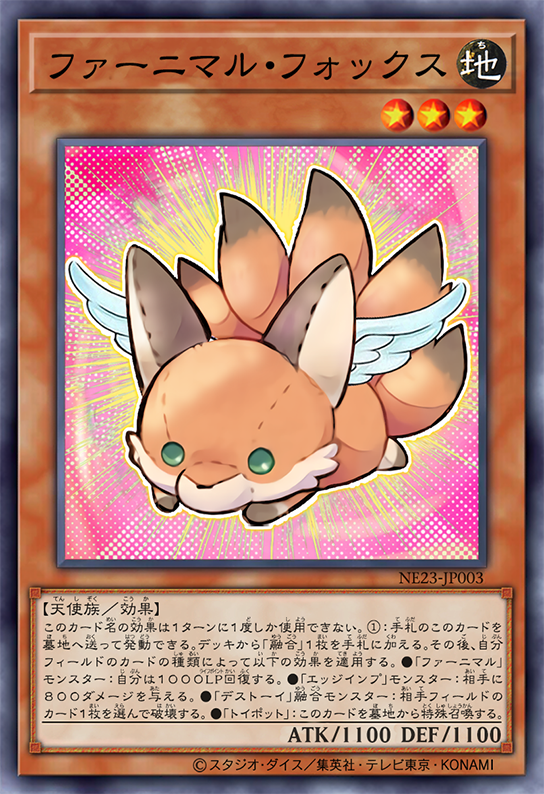 ファーニマル・フォックス
地
NE23-JP003
【天使族／効果】
このカード名の効果は１ターンに１度しか使用できない。①：手札のこのカードを
墓地へ送って発動できる。デッキから「融合」１枚を手札に加える。その後、自分
フィールドのカードの種類によって以下の効果を適用する。●「ファーニマル」
モンスター：自分は１０００LP回復する。●「エッジインプ」モンスター：相手に
８００ダメージを与える。●「デストーイ」融合モンスター：相手フィールドの
カード１枚を選んで破壊する。●「トイポット」：このカードを墓地から特殊召喚する。
ATK/1100 DEF/1100
©スタジオ・ダイス／集英社・テレビ東京・KONAMI